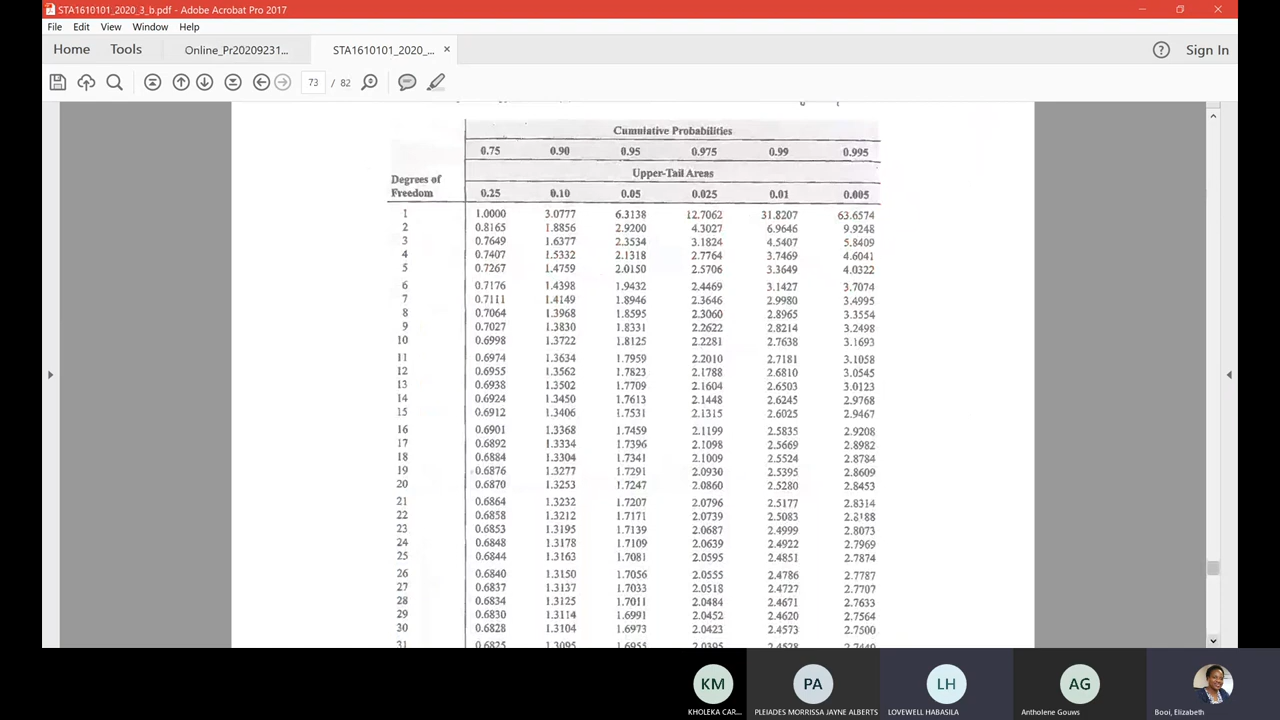 STA1610101_2020_3_b.pdf - Adobe Acrobat Pro 2017
File Edit View Window Help
Home Tools Online_Pr20209231... STA1610101_2020_... × Sign In
73 / 82
Cumulative Probabilities
0.75 0.90 0.95 0.975 0.99 0.995
Degrees of Freedom Upper-Tail Areas
0.25 0.10 0.05 0.025 0.01 0.005
1 1.0000 3.0777 6.3138 12.7062 31.8207 63.6574
2 0.8165 1.8856 2.9200 4.3027 6.9646 9.9248
3 0.7649 1.6377 2.3534 3.1824 4.5407 5.8409
4 0.7407 1.5332 2.1318 2.7764 3.7469 4.6041
5 0.7267 1.4759 2.0150 2.5706 3.3649 4.0322
6 0.7176 1.4398 1.9432 2.4469 3.1427 3.7074
7 0.7111 1.4149 1.8946 2.3646 2.9980 3.4995
8 0.7064 1.3968 1.8595 2.3060 2.8965 3.3554
9 0.7027 1.3830 1.8331 2.2622 2.8214 3.2498
10 0.6998 1.3722 1.8125 2.2281 2.7638 3.1693
11 0.6974 1.3634 1.7959 2.2010 2.7181 3.1058
12 0.6955 1.3562 1.7823 2.1788 2.6810 3.0545
13 0.6938 1.3502 1.7709 2.1604 2.6503 3.0123
14 0.6924 1.3450 1.7613 2.1448 2.6245 2.9768
15 0.6912 1.3406 1.7531 2.1315 2.6025 2.9467
16 0.6901 1.3368 1.7459 2.1199 2.5835 2.9208
17 0.6892 1.3334 1.7396 2.1098 2.5669 2.8982
18 0.6884 1.3304 1.7341 2.1009 2.5524 2.8784
19 0.6876 1.3277 1.7291 2.0930 2.5395 2.8609
20 0.6870 1.3253 1.7247 2.0860 2.5280 2.8453
21 0.6864 1.3232 1.7207 2.0796 2.5177 2.8314
22 0.6858 1.3212 1.7171 2.0739 2.5083 2.8188
23 0.6853 1.3195 1.7139 2.0687 2.4999 2.8073
24 0.6848 1.3178 1.7109 2.0639 2.4922 2.7969
25 0.6844 1.3163 1.7081 2.0595 2.4851 2.7874
26 0.6840 1.3150 1.7056 2.0555 2.4786 2.7787
27 0.6837 1.3137 1.7033 2.0518 2.4727 2.7707
28 0.6834 1.3125 1.7011 2.0484 2.4671 2.7633
29 0.6830 1.3114 1.6991 2.0452 2.4620 2.7564
30 0.6828 1.3104 1.6973 2.0423 2.4573 2.7500
31 0.6825 1.3095 1.6955 2.0395 2.4528 2.7440
KM PA LH AG
KHOLEKA CAR... PLEIADES MORRISSA JAYNE ALBERTS LOVEWELL HABASILA Antholene Gouws Booi, Elizabeth